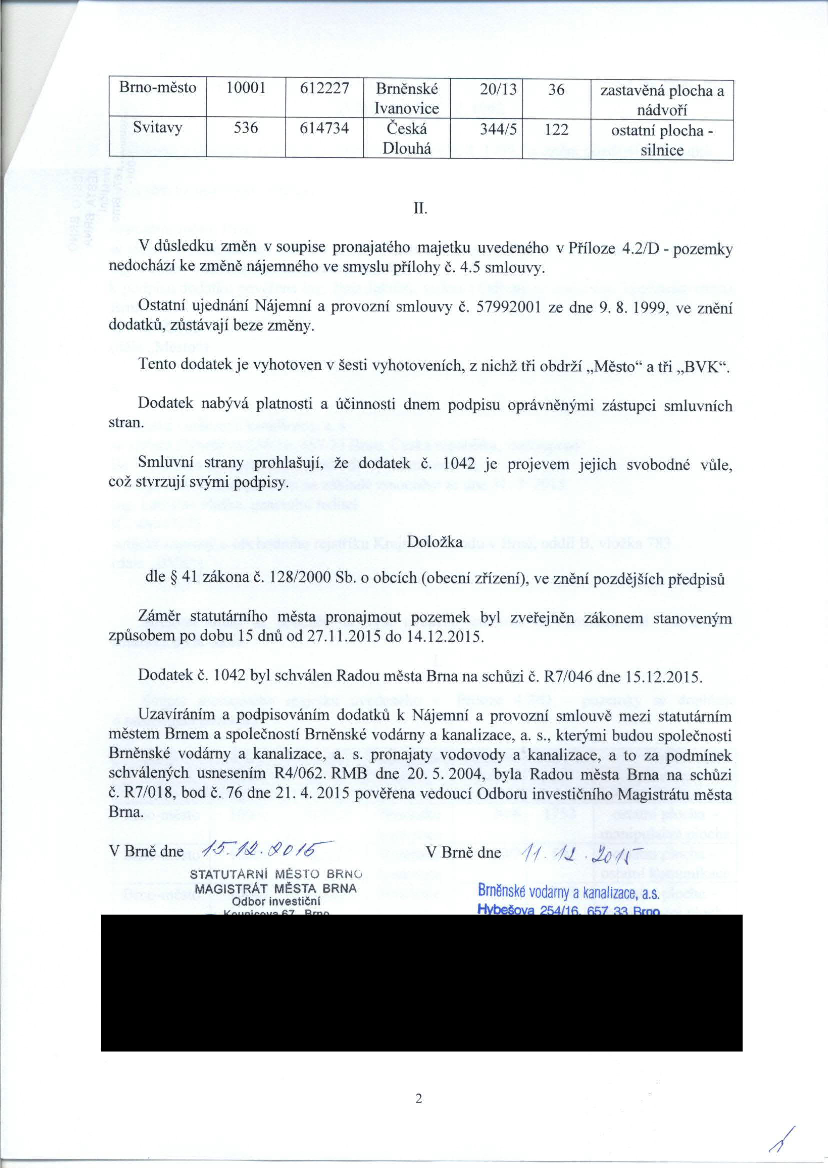 Brno-město 10001 612227 Brněnské 20/13 36 zastavěná plocha a
Ivanovice nádvoří
Svitavy 536 614734 Česká 344/5 122 ostatní plocha -
Dlouhá silnice
II.
V důsledku změn v soupise pronajatého majetku uvedeného v Příloze 4.2/D - pozemky
nedochází ke změně nájemného ve smyslu přílohy č. 4.5 smlouvy.
Ostatní ujednání Nájemní a provozní smlouvy č. 57992001 ze dne 9. 8. 1999, ve znění
dodatků, zůstávají beze změny.
Tento dodatek je vyhotoven v šesti vyhotoveních, z nichž tři obdrží „Město“ a tři „BVK“.
Dodatek nabývá platnosti a účinnosti dnem podpisu oprávněnými zástupci smluvních
stran.
Smluvní strany prohlašují, že dodatek č. 1042 je projevem jejich svobodné vůle,
což stvrzují svými podpisy.
Doložka
dle § 41 zákona č. 128/2000 Sb. o obcích (obecní zřízení), ve znění pozdějších předpisů
Záměr statutárního města pronajmout pozemek byl zveřejněn zákonem stanoveným
způsobem po dobu 15 dnů od 27.11.2015 do 14.12.2015.
Dodatek č. 1042 byl schválen Radou města Brna na schůzi č. R7/046 dne 15.12.2015.
Uzavíráním a podpisováním dodatků k Nájemní a provozní smlouvě mezi statutárním
městem Brnem a společností Brněnské vodárny a kanalizace, a. s., kterými budou společnosti
Brněnské vodárny a kanalizace, a. s. pronajaty vodovody a kanalizace, a to za podmínek
schválených usnesením R4/062. RMB dne 20. 5. 2004, byla Radou města Brna na schůzi
č. R7/018, bod č. 76 dne 21. 4. 2015 pověřena vedoucí Odboru investičního Magistrátu města
Brna.
V Brně dne 15.12.2015 V Brně dne 11.12.2015
STATUTÁRNÍ MĚSTO BRNO
MAGISTRÁT MĚSTA BRNA
Odbor investiční
Kounicova 67, Brno
Brněnské vodárny a kanalizace, a.s.
Hybešova 254/16, 657 33 Brno
2
1